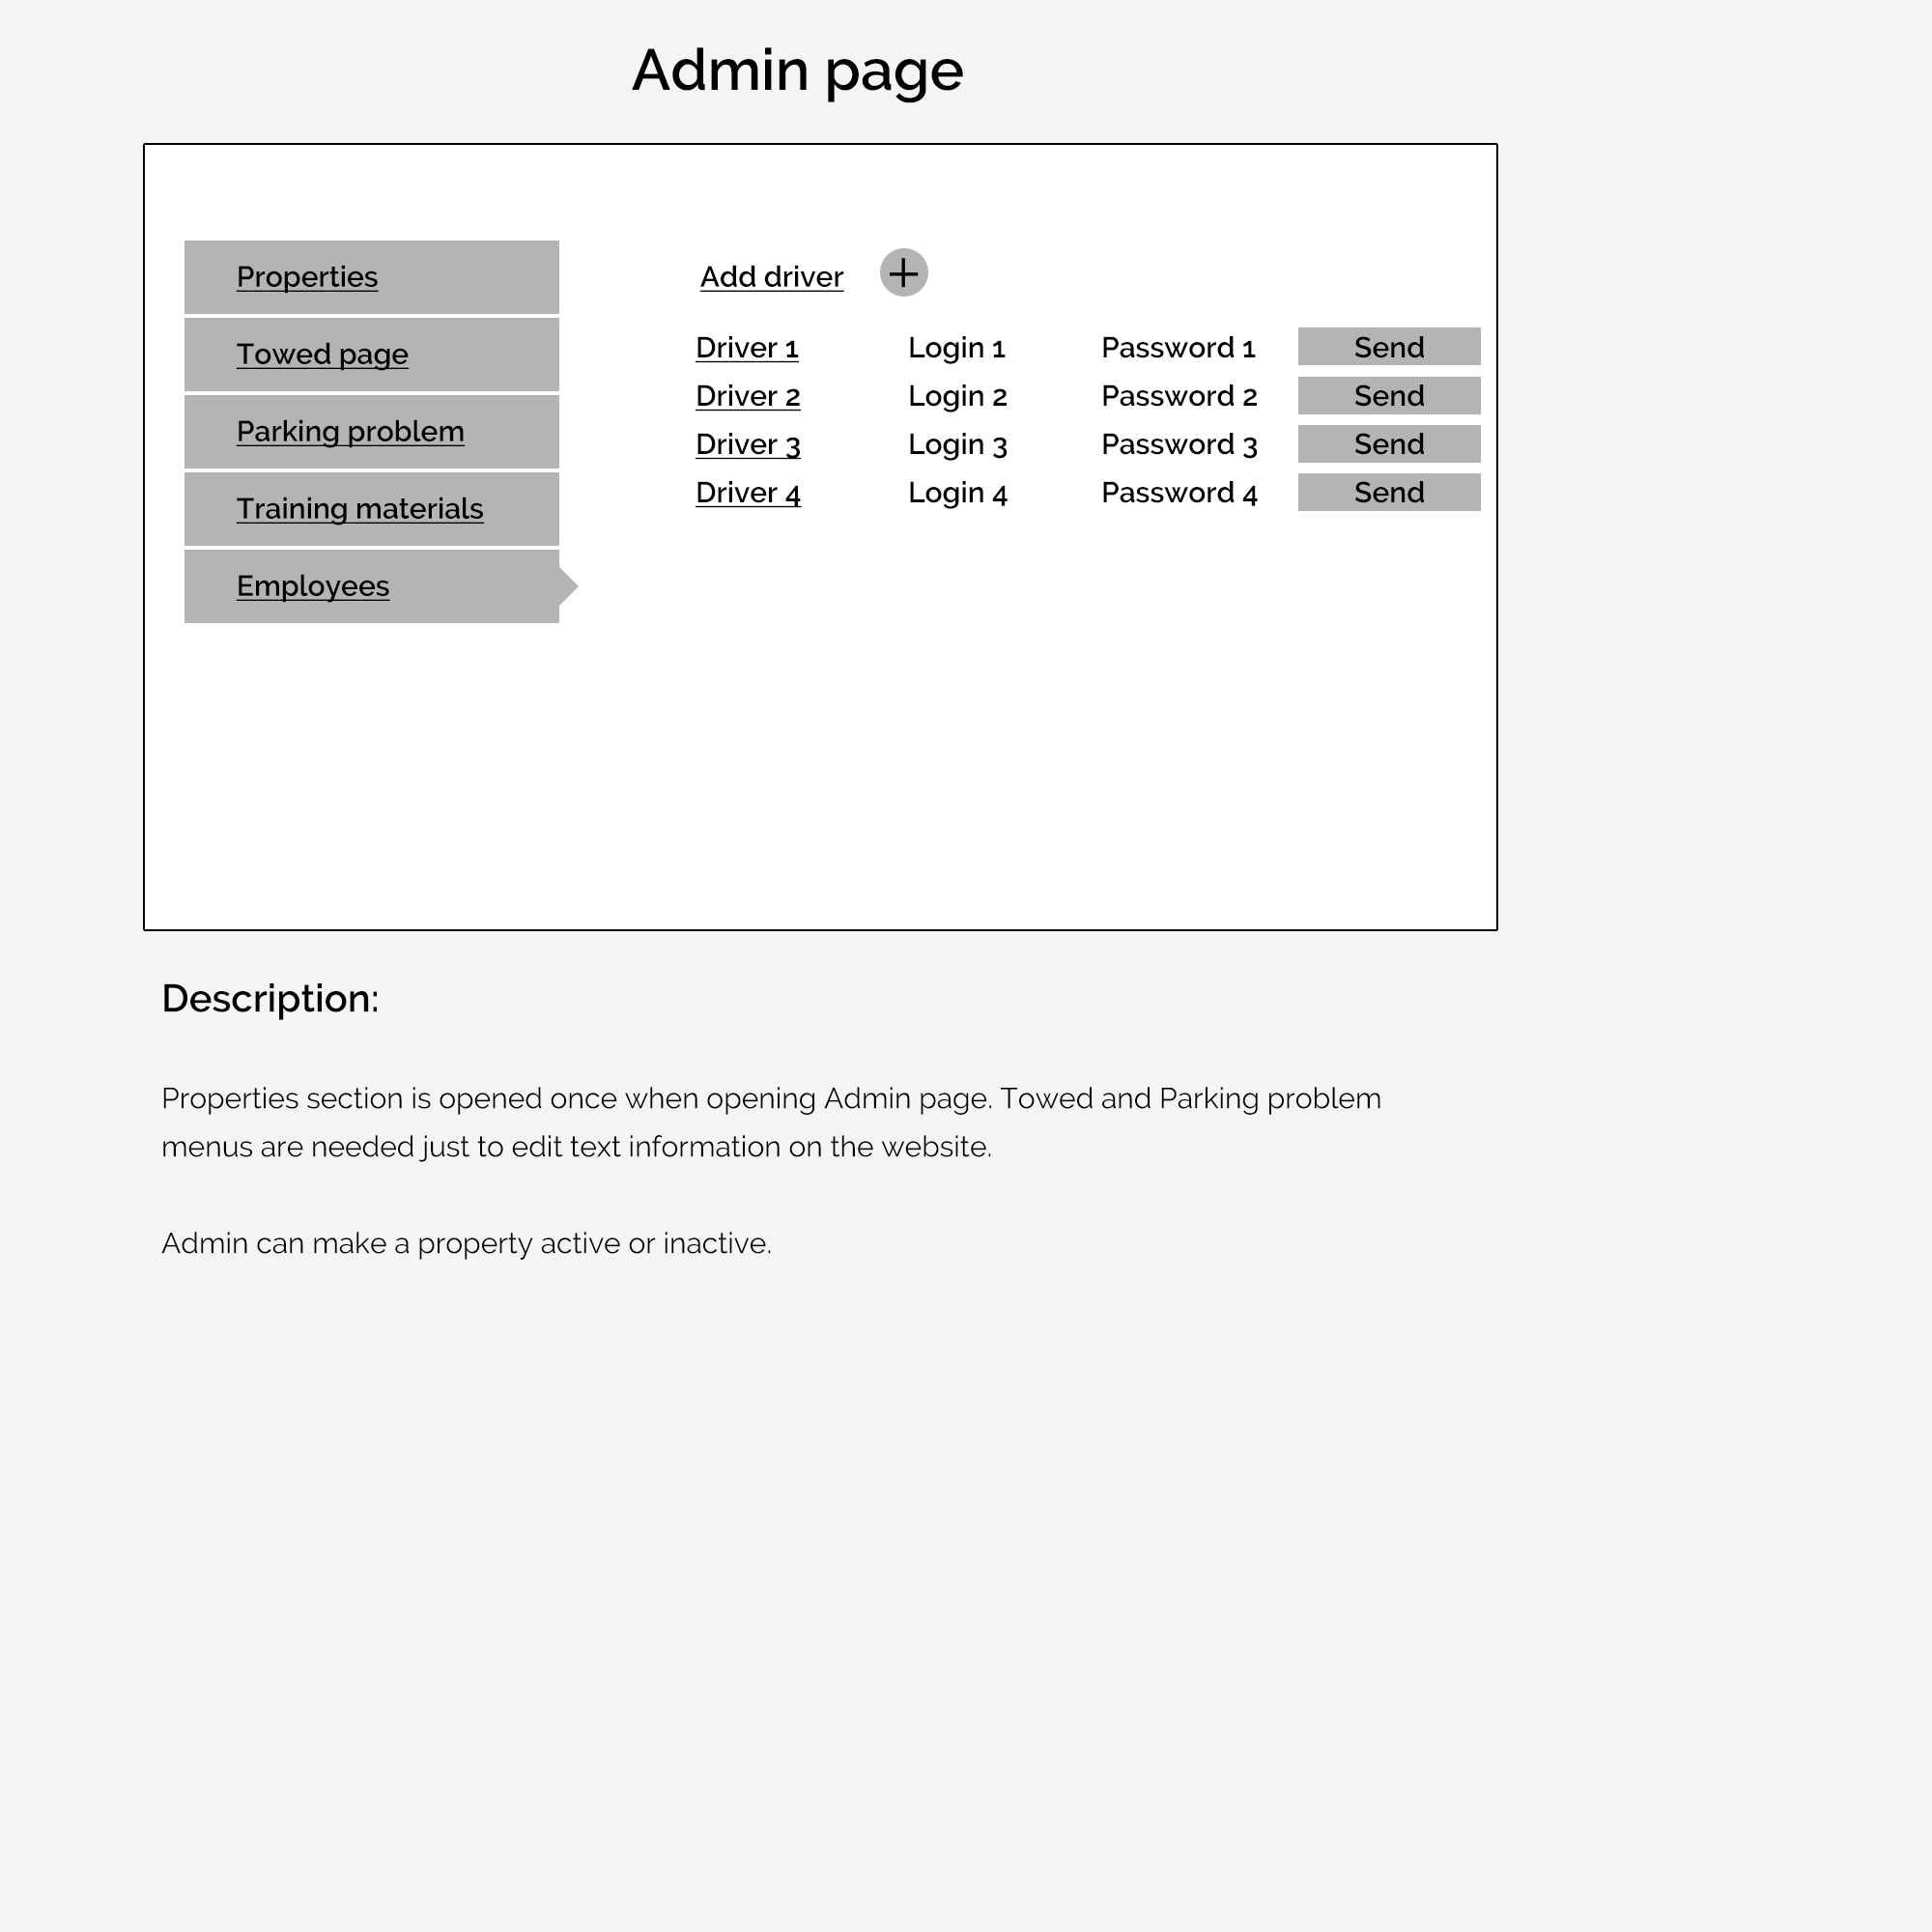 Admin page
Properties
Towed page
Parking problem
Training materials
Employees
Add driver
Driver 1 Login 1 Password 1 Send
Driver 2 Login 2 Password 2 Send
Driver 3 Login 3 Password 3 Send
Driver 4 Login 4 Password 4 Send
Description:
Properties section is opened once when opening Admin page. Towed and Parking problem
menus are needed just to edit text information on the website.
Admin can make a property active or inactive.